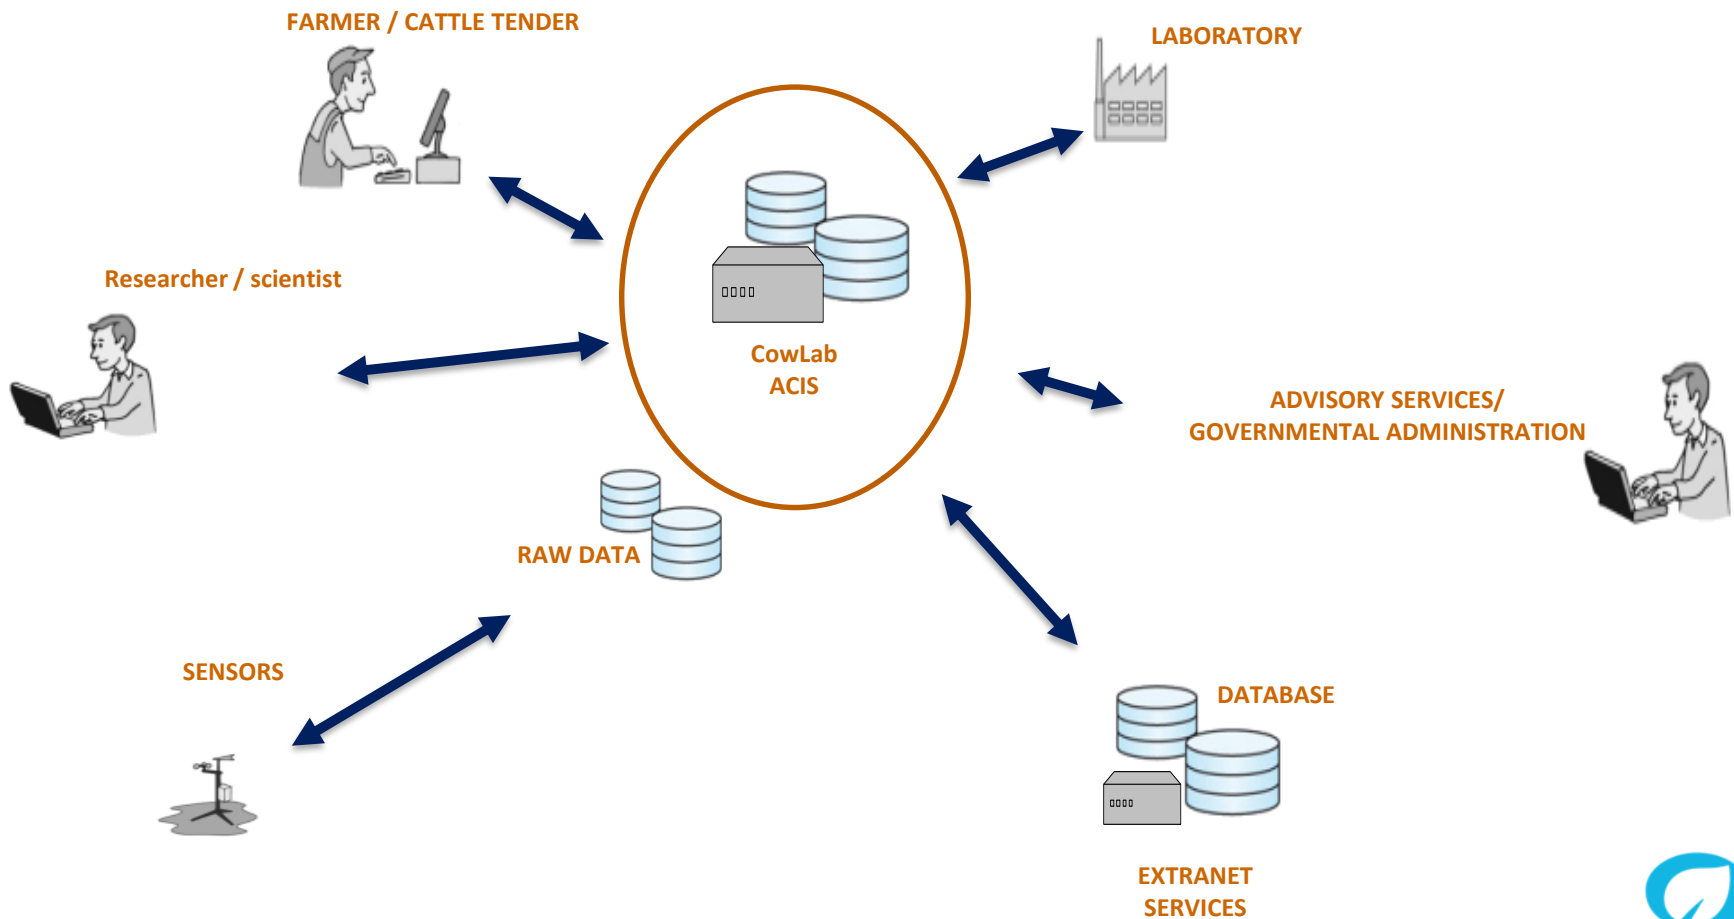 FARMER / CATTLE TENDER
LABORATORY
Researcher / scientist
CowLab
ACIS
ADVISORY SERVICES/
GOVERNMENTAL ADMINISTRATION
RAW DATA
SENSORS
DATABASE
EXTRANET
SERVICES